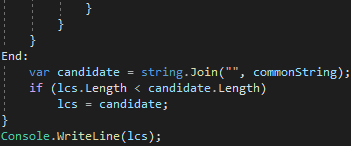 }
}
}
End:
var candidate = string.Join("", commonString);
if (lcs.Length < candidate.Length)
lcs = candidate;
}
Console.WriteLine(lcs);